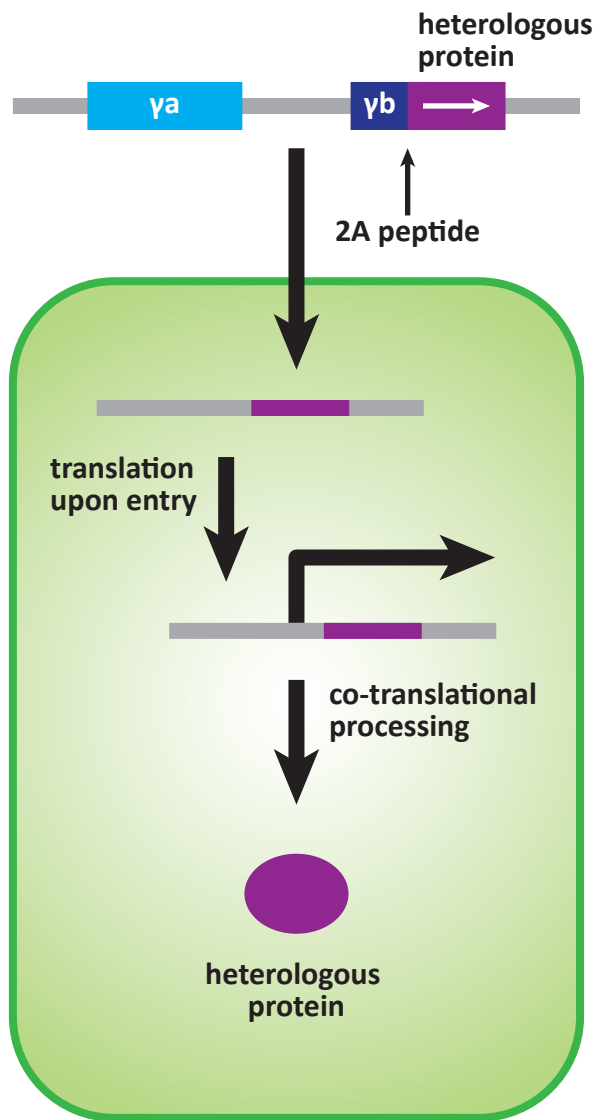 heterologous
protein
γa
γb
2A peptide
translation
upon entry
co-translational
processing
heterologous
protein